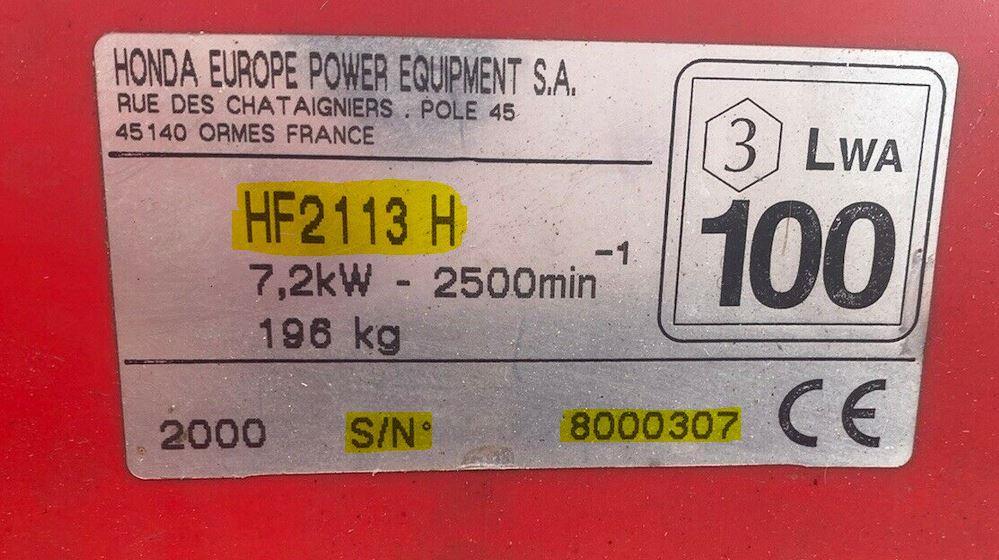 HONDA EUROPE POWER EQUIPMENT S.A.
RUE DES CHATAIGNIERS . POLE 45
45140 ORMES FRANCE
HF2113 H
7,2kW - 2500min⁻¹
196 kg
2000 S/N° 8000307 CE
3 LWA
100